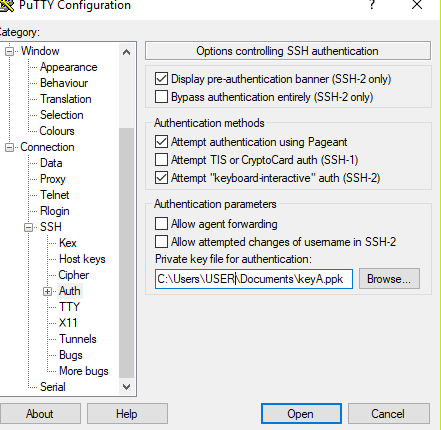 PuTTY Configuration
?
Category:
Window
Appearance
Behaviour
Translation
Selection
Colours
Connection
Data
Proxy
Telnet
Rlogin
SSH
Kex
Host keys
Cipher
Auth
TTY
X11
Tunnels
Bugs
More bugs
Serial
Options controlling SSH authentication
Display pre-authentication banner (SSH-2 only)
Bypass authentication entirely (SSH-2 only)
Authentication methods
Attempt authentication using Pageant
Attempt TIS or CryptoCard auth (SSH-1)
Attempt "keyboard-interactive" auth (SSH-2)
Authentication parameters
Allow agent forwarding
Allow attempted changes of username in SSH-2
Private key file for authentication:
C:\Users\USER\Documents\keyA.ppk
Browse...
About
Help
Open
Cancel